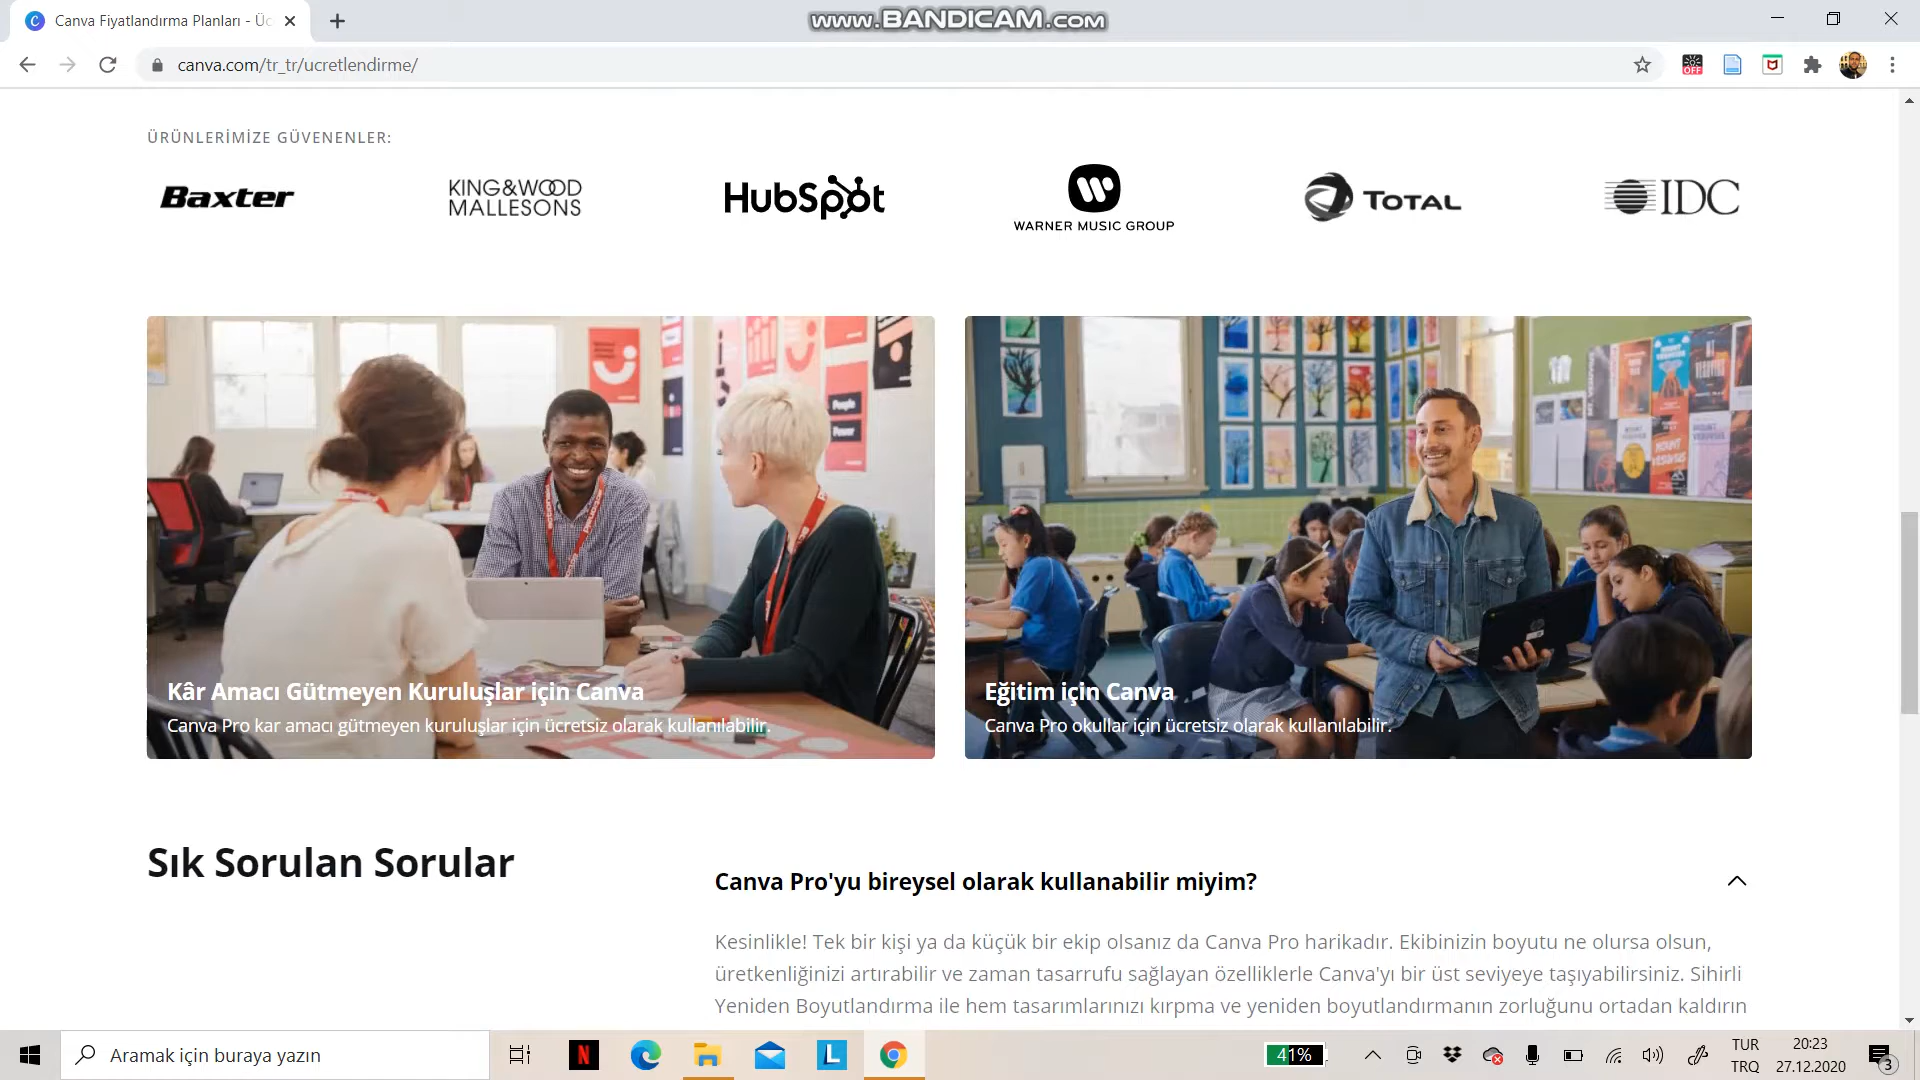 Canva Fiyatlandırma Planları - Üc
www.BANDICAM.com
canva.com/tr_tr/ucretlendirme/
OFF
ÜRÜNLERİMİZE GÜVENENLER:
Baxter
KING&WOOD
MALLESONS
HubSpot
WARNER MUSIC GROUP
TOTAL
IDC
People
Power
Kâr Amacı Gütmeyen Kuruluşlar için Canva
Canva Pro kar amacı gütmeyen kuruluşlar için ücretsiz olarak kullanılabilir.
Eğitim için Canva
Canva Pro okullar için ücretsiz olarak kullanılabilir.
Sık Sorulan Sorular
Canva Pro'yu bireysel olarak kullanabilir miyim?
Kesinlikle! Tek bir kişi ya da küçük bir ekip olsanız da Canva Pro harikadır. Ekibinizin boyutu ne olursa olsun,
üretkenliğinizi artırabilir ve zaman tasarrufu sağlayan özelliklerle Canva'yı bir üst seviyeye taşıyabilirsiniz. Sihirli
Yeniden Boyutlandırma ile hem tasarımlarınızı kırpma ve yeniden boyutlandırmanın zorluğunu ortadan kaldırın
Aramak için buraya yazın
41%
TUR
TRQ
20:23
27.12.2020
3